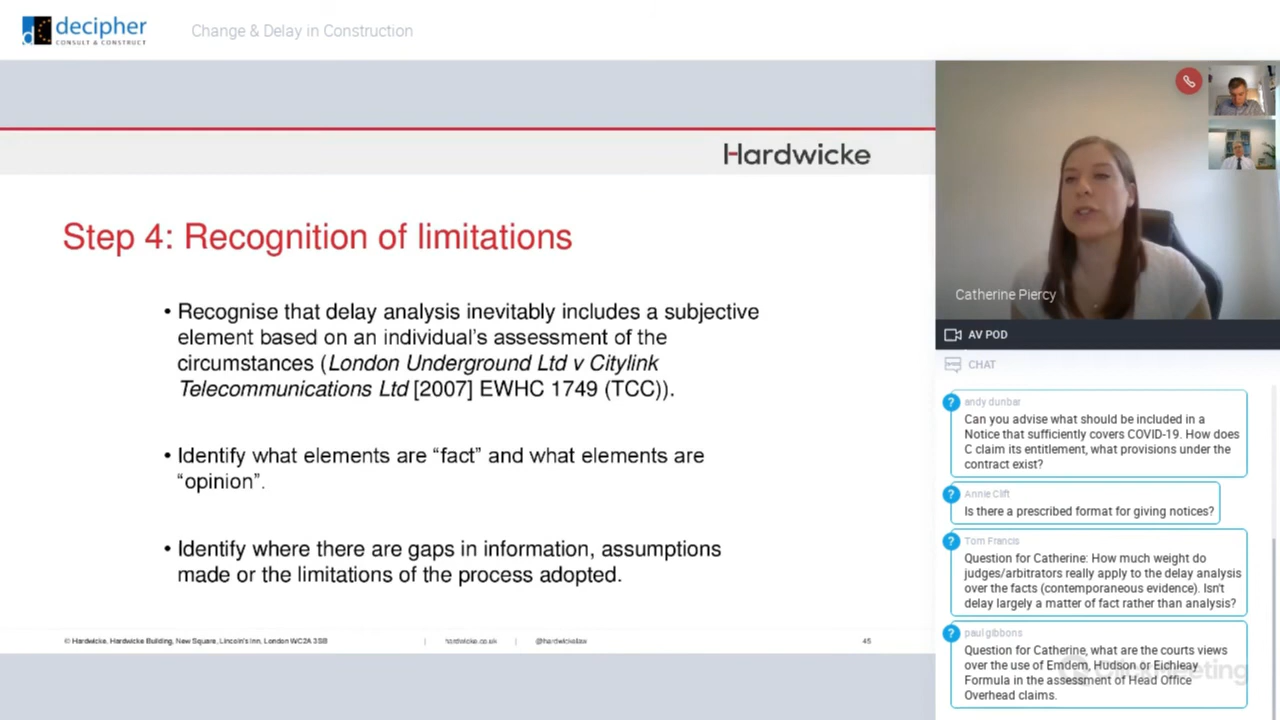 decipher
CONSULT & CONSTRUCT
Change & Delay in Construction
Hardwicke
Step 4: Recognition of limitations
• Recognise that delay analysis inevitably includes a subjective
element based on an individual's assessment of the
circumstances (London Underground Ltd v Citylink
Telecommunications Ltd [2007] EWHC 1749 (TCC)).
• Identify what elements are “fact” and what elements are
“opinion”.
• Identify where there are gaps in information, assumptions
made or the limitations of the process adopted.
© Hardwicke. Hardwicke Building, New Square, Lincoln's Inn, London WC2A 3SB | hardwicke.co.uk | @hardwickelaw 45
Catherine Piercy
AV POD
CHAT
? andy dunbar
Can you advise what should be included in a
Notice that sufficiently covers COVID-19. How does
C claim its entitlement, what provisions under the
contract exist?
? Annie Clift
Is there a prescribed format for giving notices?
? Tom Francis
Question for Catherine: How much weight do
judges/arbitrators really apply to the delay analysis
over the facts (contemporaneous evidence). Isn't
delay largely a matter of fact rather than analysis?
? paul gibbons
Question for Catherine, what are the courts views
over the use of Emdem, Hudson or Eichleay
Formula in the assessment of Head Office
Overhead claims.
ClickMeeting